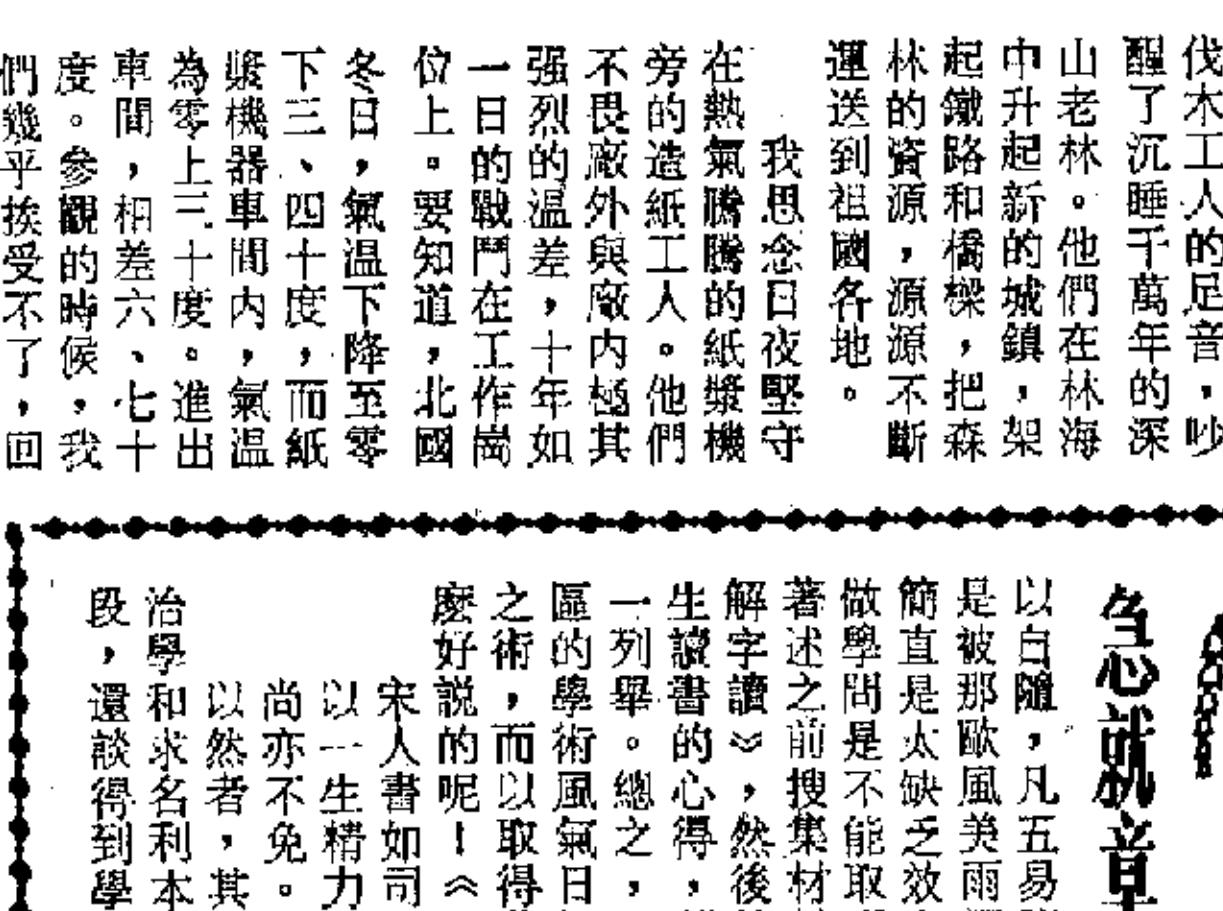 伐木工人的足音，吵
醒了沉睡千萬年的深
山老林。他們在林海
中升起新的城鎮，架
起鐵路和橋樑，把森
林的資源，源源不斷
運送到祖國各地。
我思念日夜堅守
在熱氣騰騰的紙漿機
旁的造紙工人。他們
不畏廠外與廠内極其
强烈的温差，十年如
一日的戰鬥在工作崗
位上。要知道，北國
冬日，氣温下降至零
下三、四十度，而紙
漿機器車間内，氣温
為零上三十度。進出
車間，相差六、七十
度。參觀的時候，我
們幾乎挨受不了，回
急就章
以白隨，凡五易
是被那歐風美雨
簡直是太缺乏效
做學問是不能取
著述之前搜集材
解字讀》，然後
生讀書的心得，
一列舉。總之，
區的學術風氣日
之術，而以取得
麽好説的呢！《
宋人書如司
以一生精力
尚亦不免。
以然者，其
治學和求名利本
段，還談得到學